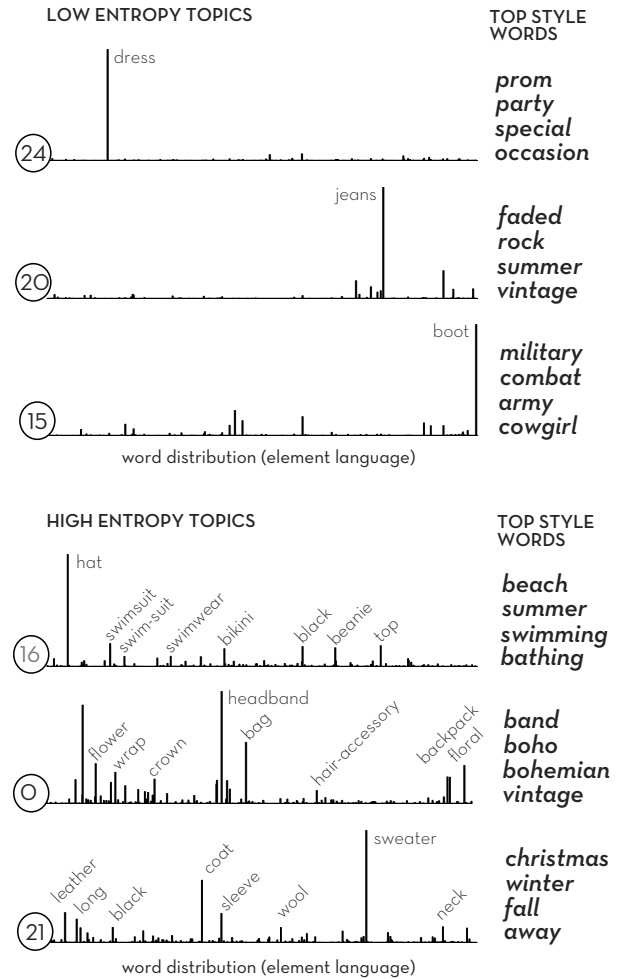 LOW ENTROPY TOPICS
TOP STYLE
WORDS
dress
24
prom
party
special
occasion
jeans
20
faded
rock
summer
vintage
boot
15
military
combat
army
cowgirl
word distribution (element language)
HIGH ENTROPY TOPICS
TOP STYLE
WORDS
hat
swimsuit
swim-suit
swimwear
bikini
black
beanie
top
16
beach
summer
swimming
bathing
flower
wrap
crown
headband
bag
hair-accessory
backpack
floral
0
band
boho
bohemian
vintage
leather
long
black
coat
sleeve
wool
sweater
neck
21
christmas
winter
fall
away
word distribution (element language)